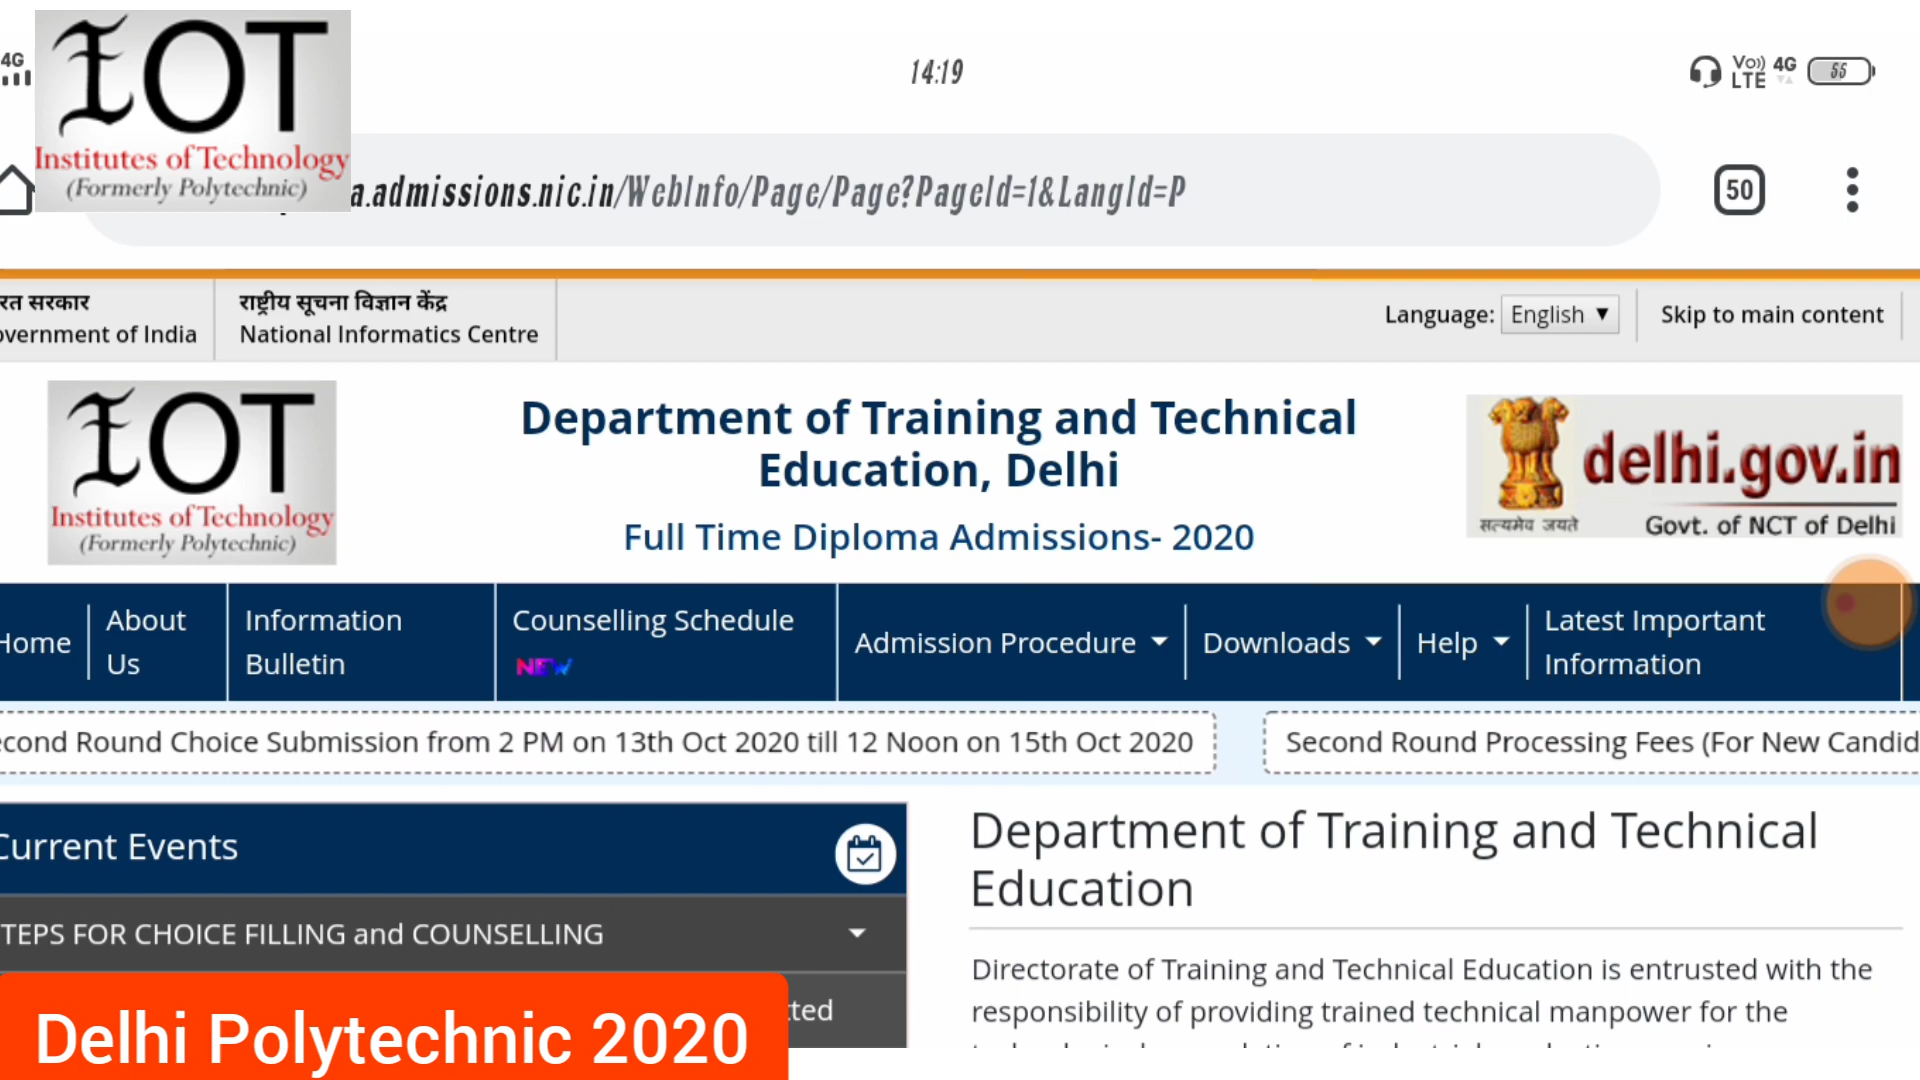 4G
IOT
Institutes of Technology
(Formerly Polytechnic)
14:19
Vo)) LTE 4G
55
a.admissions.nic.in/WebInfo/Page/Page?PageId=1&LangId=P
50
रत सरकार
overnment of India
राष्ट्रीय सूचना विज्ञान केंद्र
National Informatics Centre
Language: English ▼
Skip to main content
IOT
Institutes of Technology
(Formerly Polytechnic)
Department of Training and Technical
Education, Delhi
Full Time Diploma Admissions- 2020
सत्यमेव जयते
delhi.gov.in
Govt. of NCT of Delhi
Home
About
Us
Information
Bulletin
Counselling Schedule
NEW
Admission Procedure
Downloads
Help
Latest Important
Information
econd Round Choice Submission from 2 PM on 13th Oct 2020 till 12 Noon on 15th Oct 2020
Second Round Processing Fees (For New Candid
Current Events
TEPS FOR CHOICE FILLING and COUNSELLING
cted
Department of Training and Technical
Education
Directorate of Training and Technical Education is entrusted with the
responsibility of providing trained technical manpower for the
Delhi Polytechnic 2020